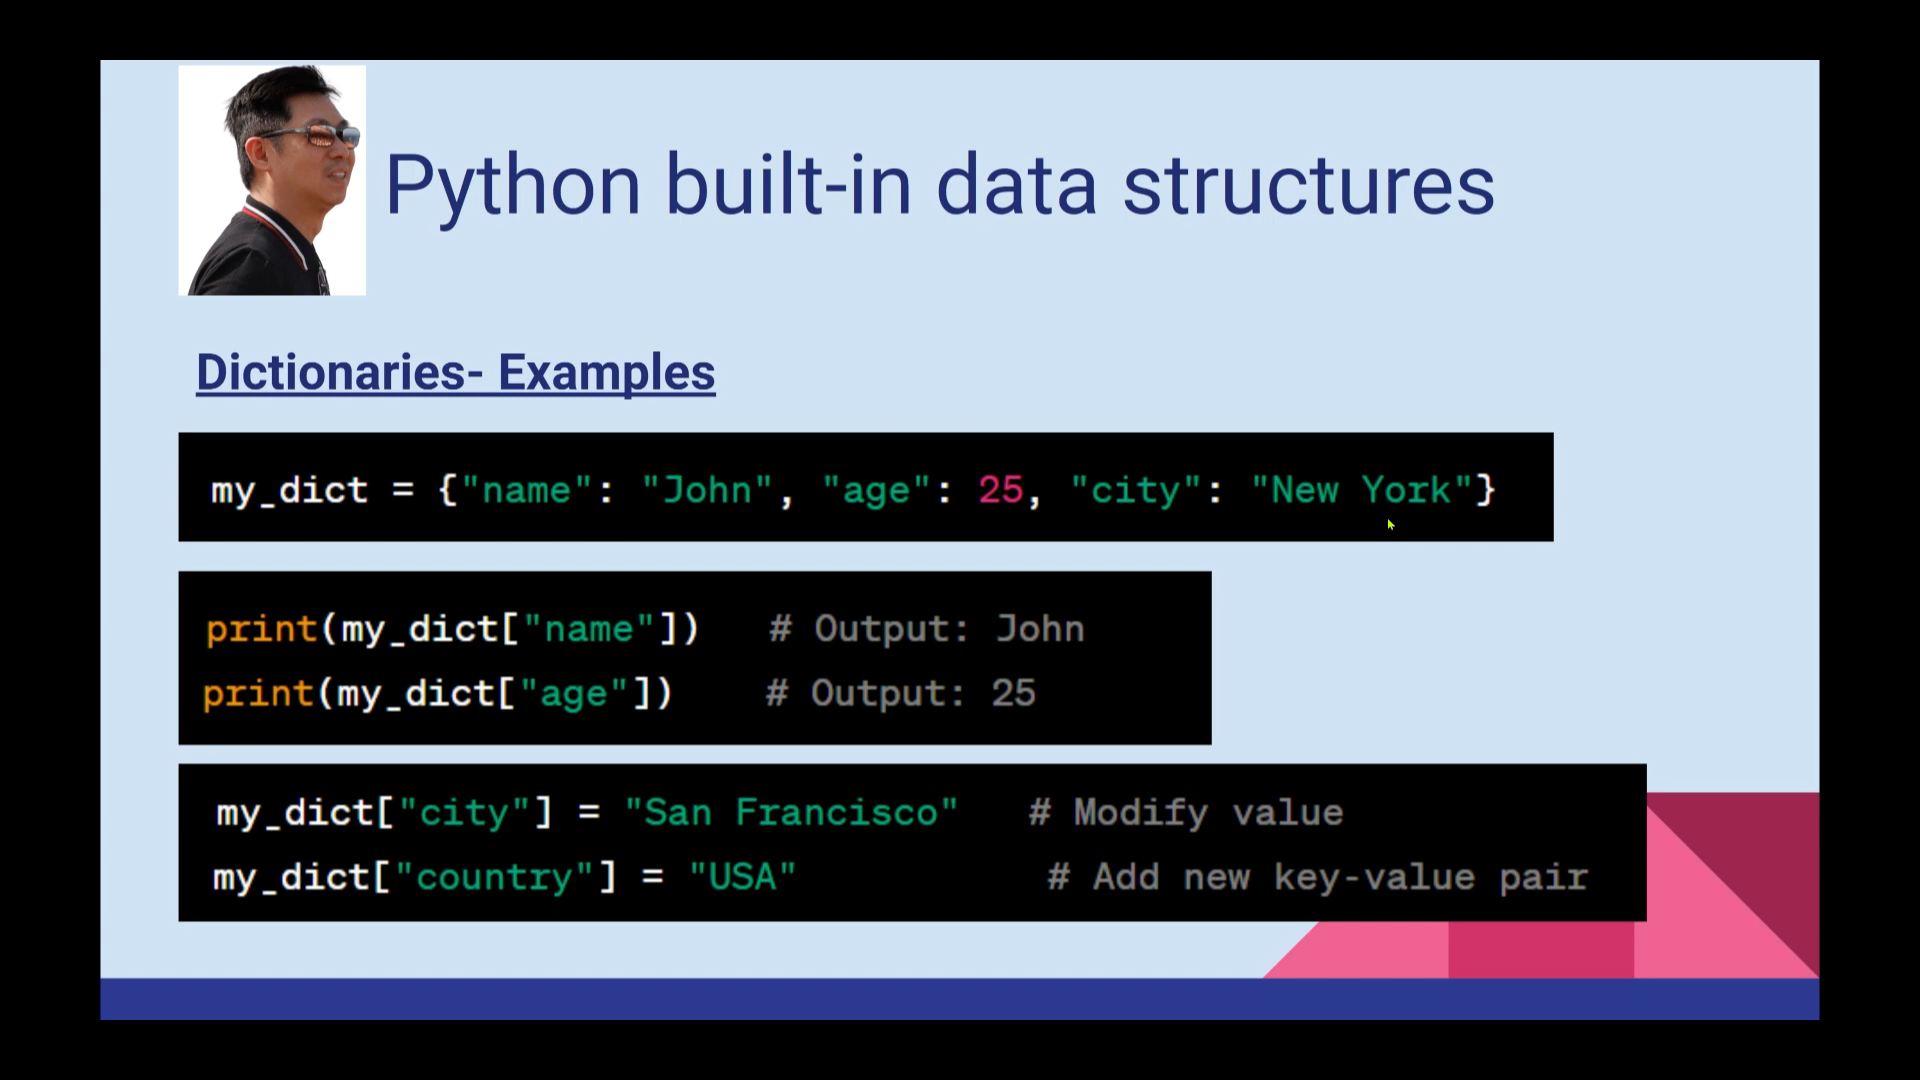 Python built-in data structures
Dictionaries- Examples
my_dict = {"name": "John", "age": 25, "city": "New York"}
print(my_dict["name"])   # Output: John
print(my_dict["age"])    # Output: 25
my_dict["city"] = "San Francisco"   # Modify value
my_dict["country"] = "USA"           # Add new key-value pair